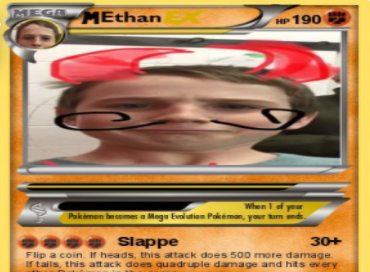 MEGA
MEthan EX HP 190
When 1 of your
Pokémon becomes a Mega Evolution Pokémon, your turn ends.
Slappe 30+
Flip a coin. If heads, this attack does 500 more damage.
If tails, this attack does quadruple damage and hits every